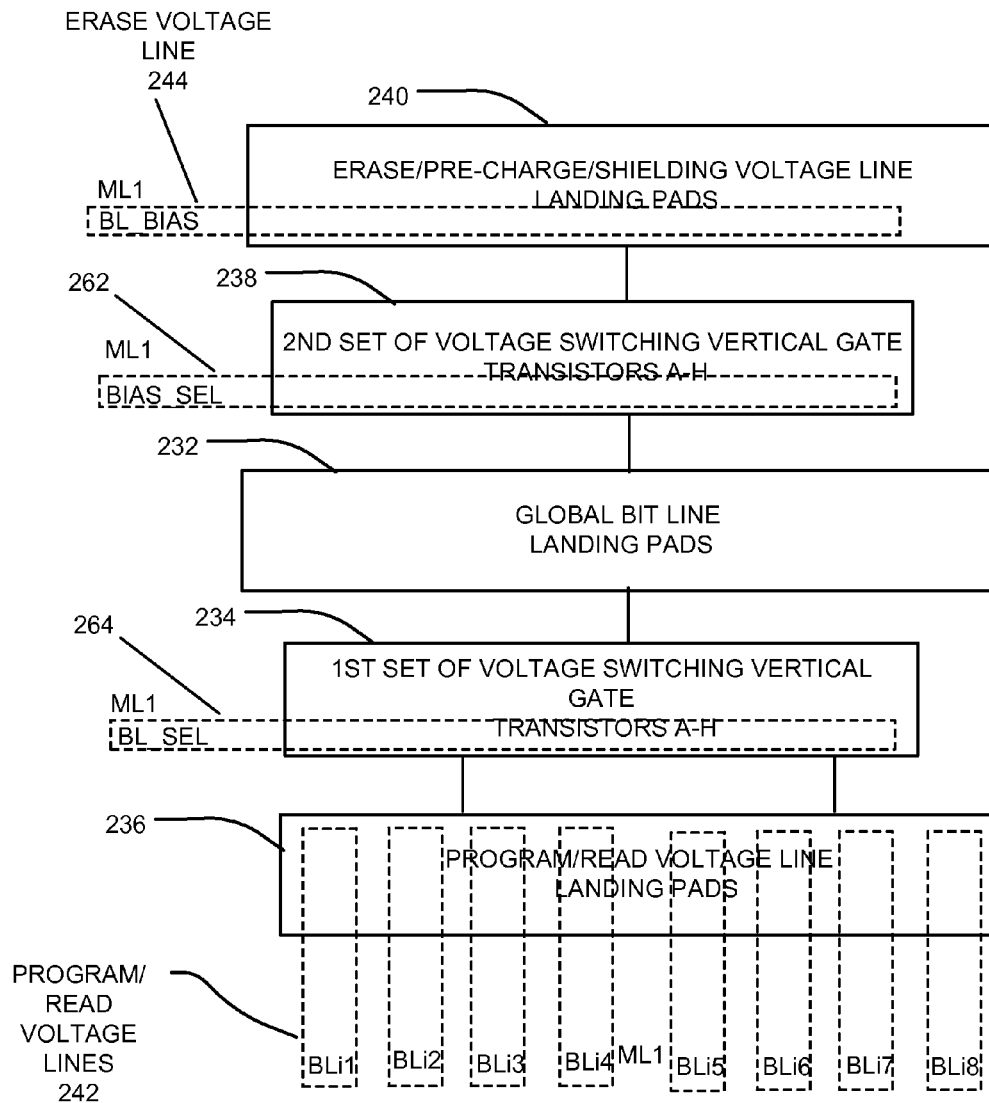 ERASE VOLTAGE
LINE
244
240
ERASE/PRE-CHARGE/SHIELDING VOLTAGE LINE
LANDING PADS
ML1
BL_BIAS
262
238
ML1
2ND SET OF VOLTAGE SWITCHING VERTICAL GATE
TRANSISTORS A-H
BIAS_SEL
232
GLOBAL BIT LINE
LANDING PADS
264
234
1ST SET OF VOLTAGE SWITCHING VERTICAL
GATE
TRANSISTORS A-H
ML1
BL_SEL
236
PROGRAM/READ VOLTAGE LINE
LANDING PADS
PROGRAM/
READ
VOLTAGE
LINES
242
BLi1 BLi2 BLi3 BLi4 ML1 BLi5 BLi6 BLi7 BLi8